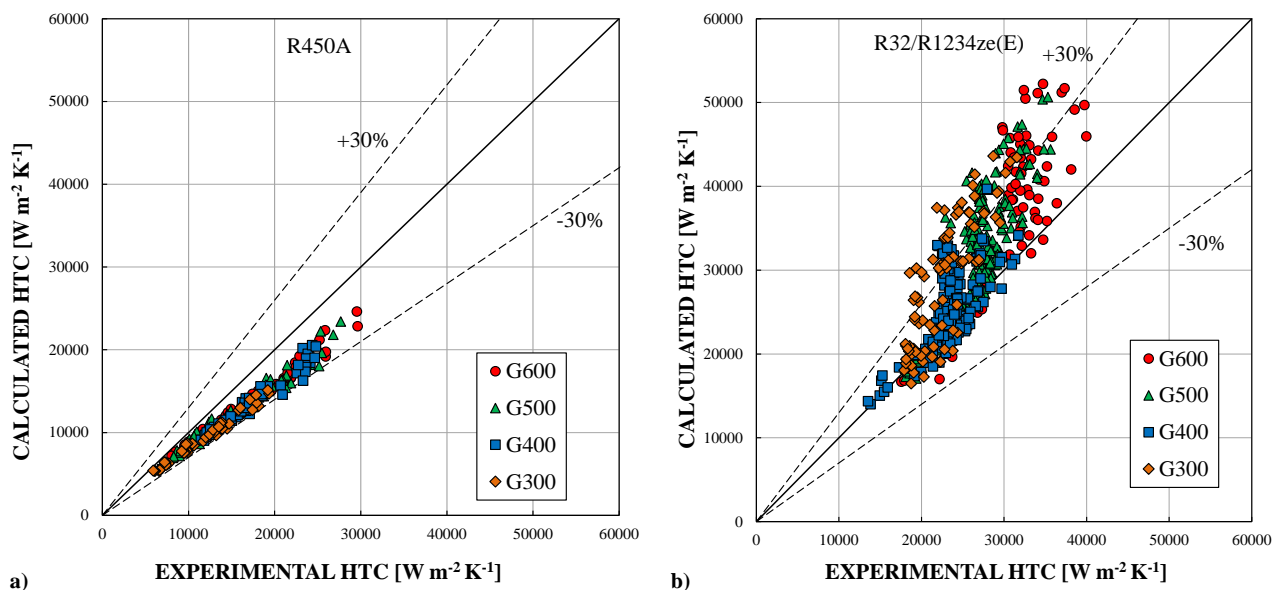 R450A
+30%
-30%
60000
50000
40000
30000
20000
10000
0
0 10000 20000 30000 40000 50000 60000
CALCULATED HTC [W m-2 K-1]
EXPERIMENTAL HTC [W m-2 K-1]
G600
G500
G400
G300
a)
R32/R1234ze(E)
+30%
-30%
60000
50000
40000
30000
20000
10000
0
0 10000 20000 30000 40000 50000 60000
CALCULATED HTC [W m-2 K-1]
EXPERIMENTAL HTC [W m-2 K-1]
G600
G500
G400
G300
b)